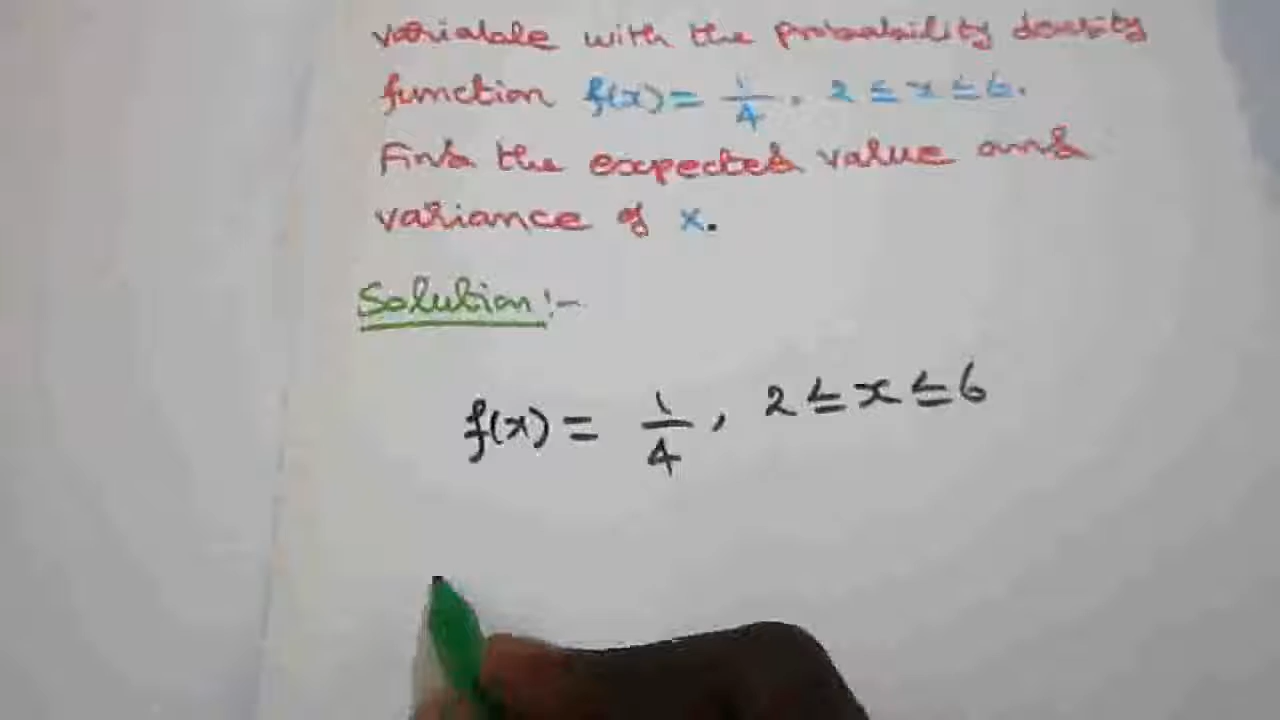 variable with the probability density
function f(x) = 1/4, 2 ≤ x ≤ 6.
Find the expected value and
variance of x.
Solution:-
f(x) = 1/4, 2 ≤ x ≤ 6